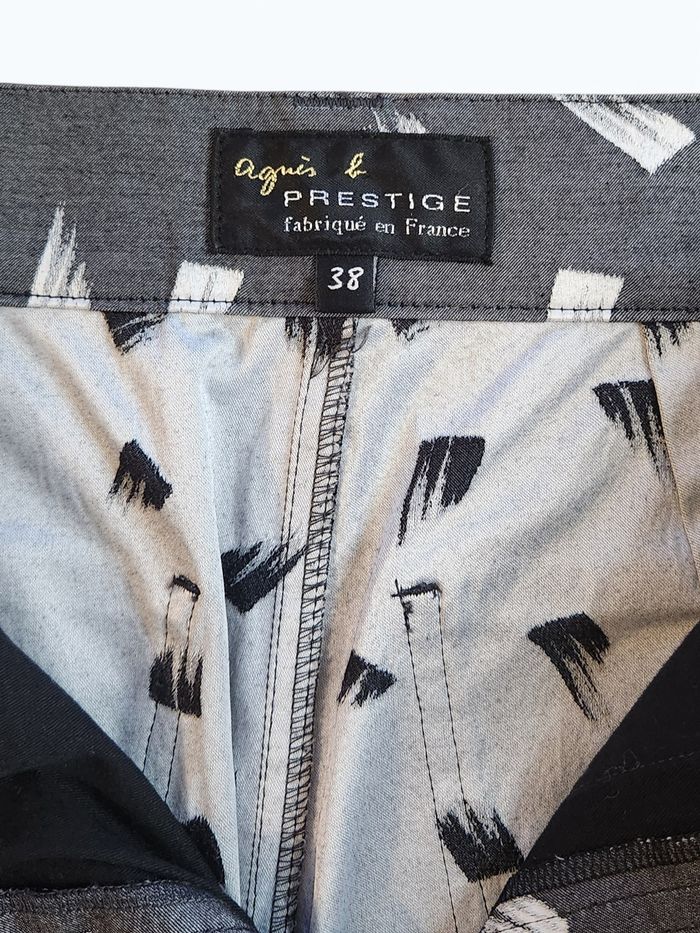 agnès b
PRESTIGE
fabriqué en France
38